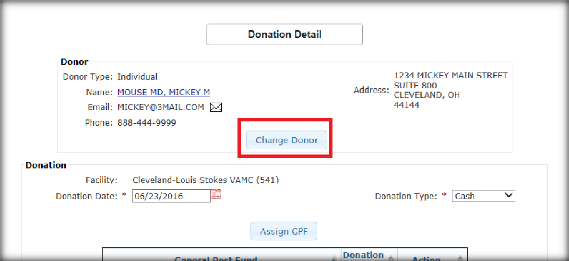 Donation Detail
Donor
Donor Type: Individual
Name: MOUSE MD, MICKEY M
Email: MICKEY@3MAIL.COM
Phone: 888-444-9999
Address: 1234 MICKEY MAIN STREET
SUITE 800
CLEVELAND, OH
44144
Change Donor
Donation
Facility: Cleveland-Louis Stokes VAMC (541)
Donation Date: * 06/23/2016
Donation Type: * Cash
Assign GPF
General Post Fund
Donation
Action